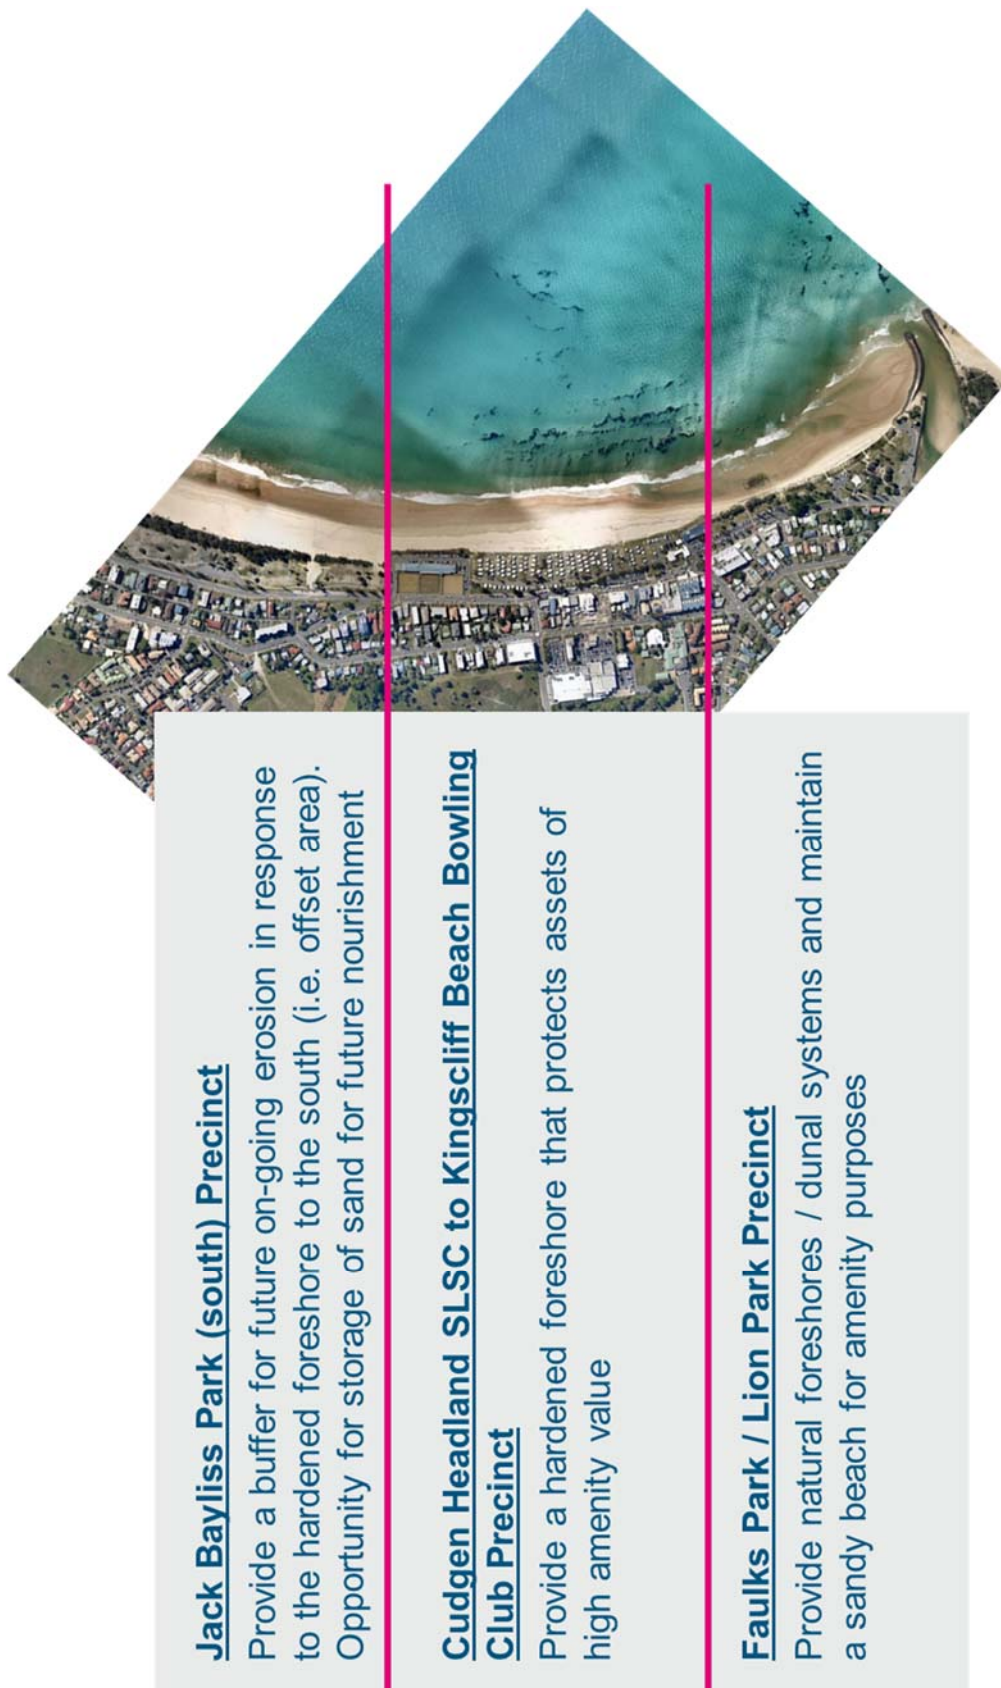 Jack Bayliss Park (south) Precinct
Provide a buffer for future on-going erosion in response
to the hardened foreshore to the south (i.e. offset area).
Opportunity for storage of sand for future nourishment
Cudgen Headland SLSC to Kingscliff Beach Bowling
Club Precinct
Provide a hardened foreshore that protects assets of
high amenity value
Faulks Park / Lion Park Precinct
Provide natural foreshores / dunal systems and maintain
a sandy beach for amenity purposes